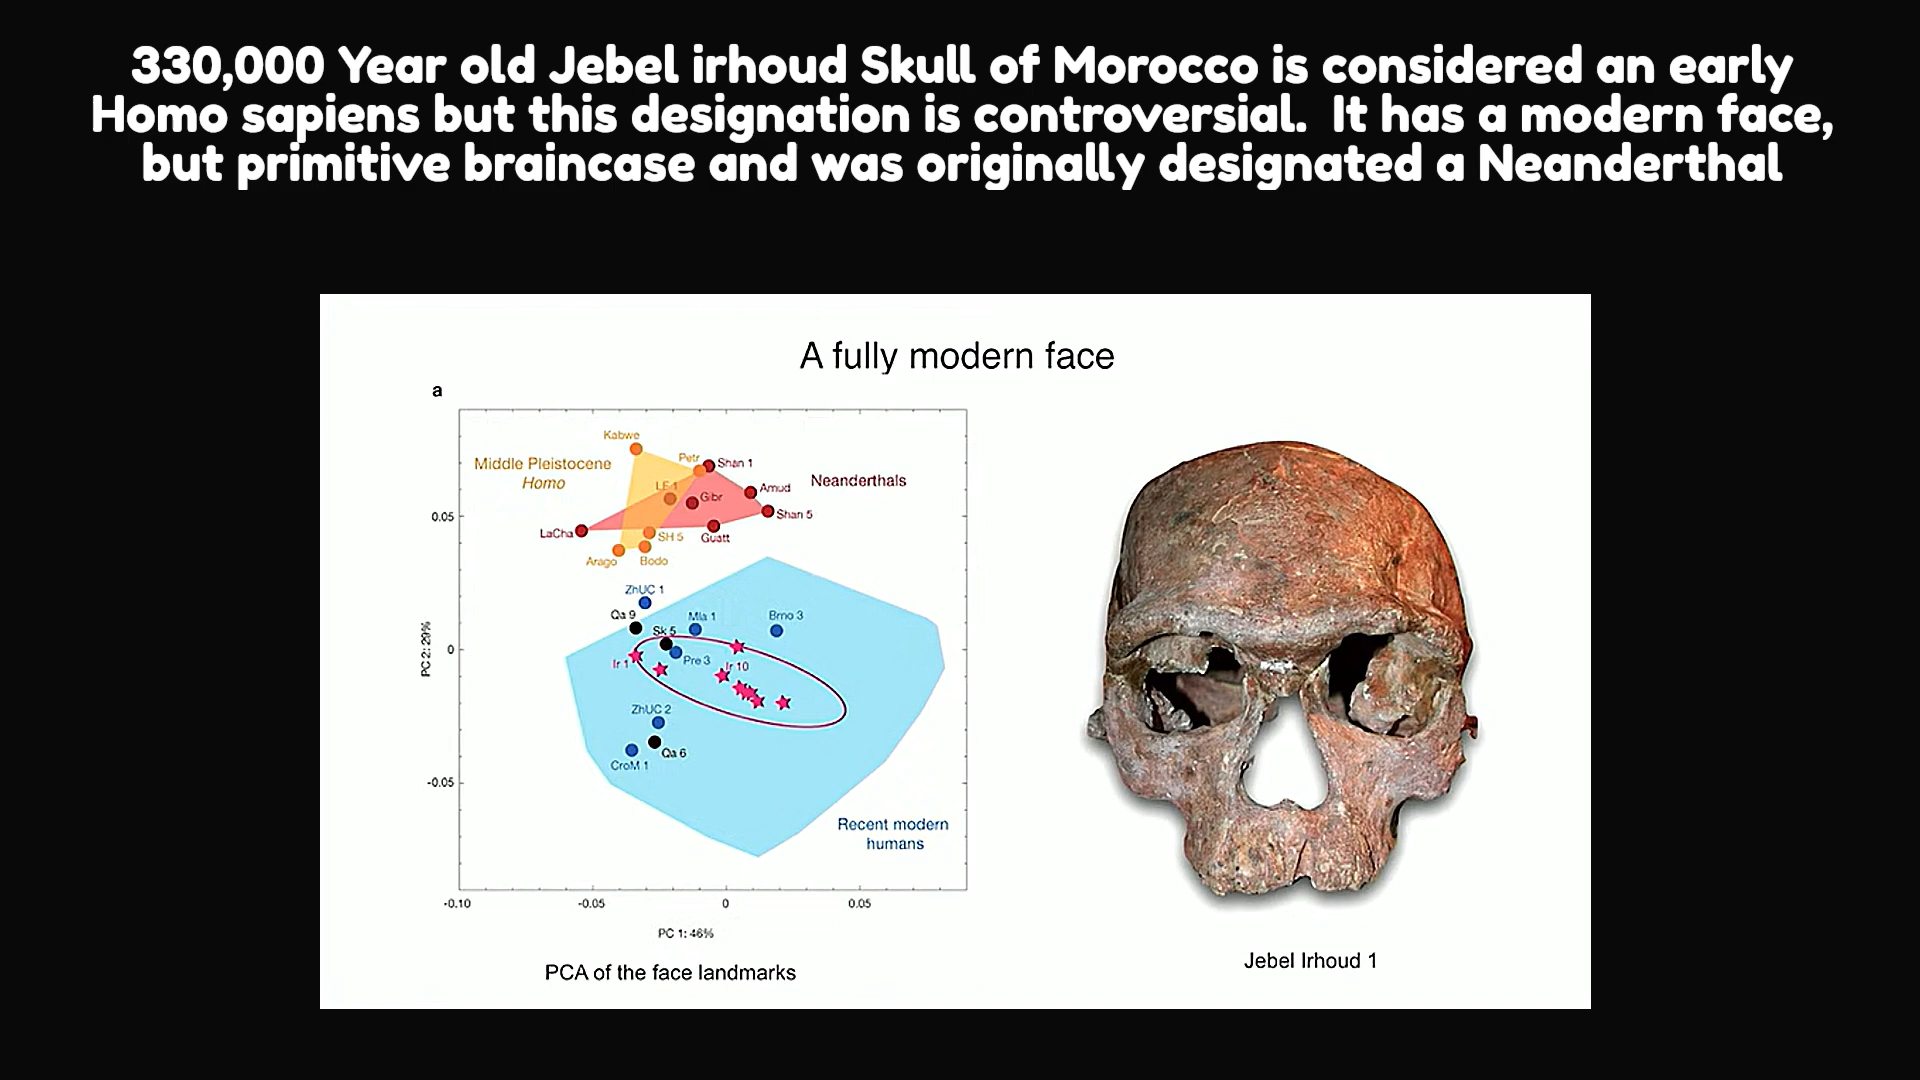 330,000 Year old Jebel irhoud Skull of Morocco is considered an early
Homo sapiens but this designation is controversial.  It has a modern face,
but primitive braincase and was originally designated a Neanderthal
A fully modern face
a
Kabwe
Middle Pleistocene
Homo
Petr
Shan 1
Neanderthals
LF 1
Gibr
Amud
Shan 5
0.05
LaCha
SH 5
Guatt
Arago
Bodo
ZhUC 1
Qa 9
Mla 1
Brno 3
Sk 5
PC 2: 29%
0
Ir 1
Pre 3
Ir 10
ZhUC 2
Qa 6
CroM 1
-0.05
Recent modern
humans
-0.10
-0.05
0
0.05
PC 1: 46%
PCA of the face landmarks
Jebel Irhoud 1